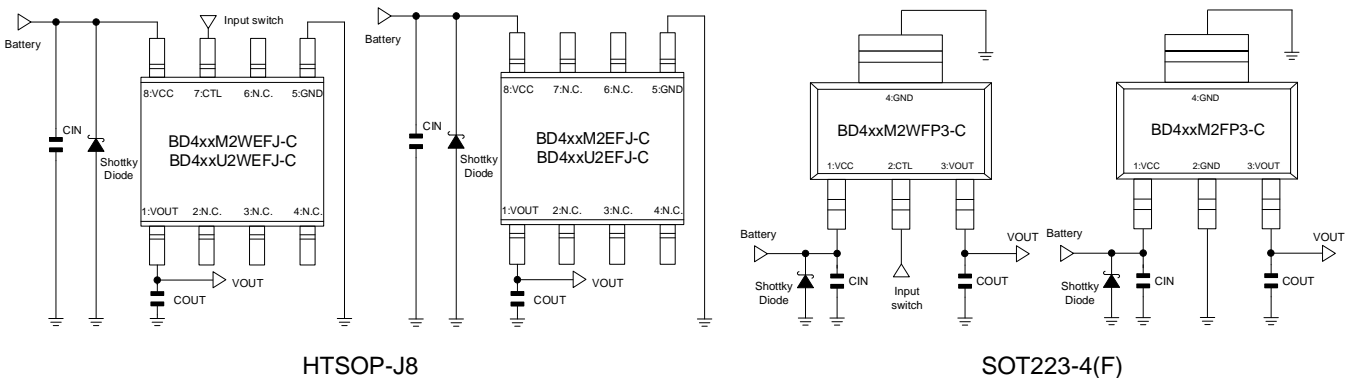 Battery
Input switch
8:VCC 7:CTL 6:N.C. 5:GND
CIN
BD4xxM2WEFJ-C
BD4xxU2WEFJ-C
Shottky
Diode
1:VOUT 2:N.C. 3:N.C. 4:N.C.
VOUT
COUT
Battery
8:VCC 7:N.C. 6:N.C. 5:GND
CIN
BD4xxM2EFJ-C
BD4xxU2EFJ-C
Shottky
Diode
1:VOUT 2:N.C. 3:N.C. 4:N.C.
VOUT
COUT
HTSOP-J8
4:GND
BD4xxM2WFP3-C
1:VCC 2:CTL 3:VOUT
Battery
VOUT
Shottky
Diode
CIN
Input
switch
COUT
4:GND
BD4xxM2FP3-C
1:VCC 2:GND 3:VOUT
Battery
VOUT
Shottky
Diode
CIN
COUT
SOT223-4(F)